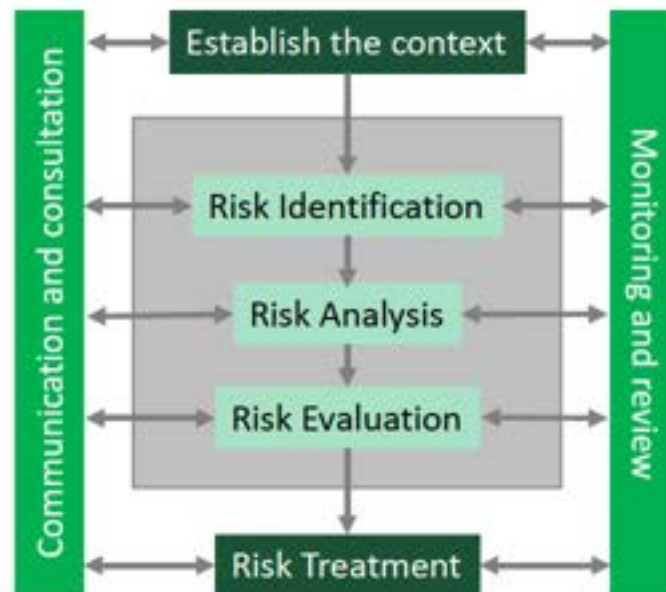 Establish the context
Communication and consultation
Risk Identification
Risk Analysis
Risk Evaluation
Risk Treatment
Monitoring and review